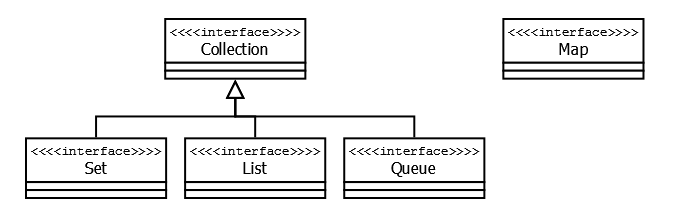 <<<<interface>>>>
Collection
<<<<interface>>>>
Map
<<<<interface>>>>
Set
<<<<interface>>>>
List
<<<<interface>>>>
Queue